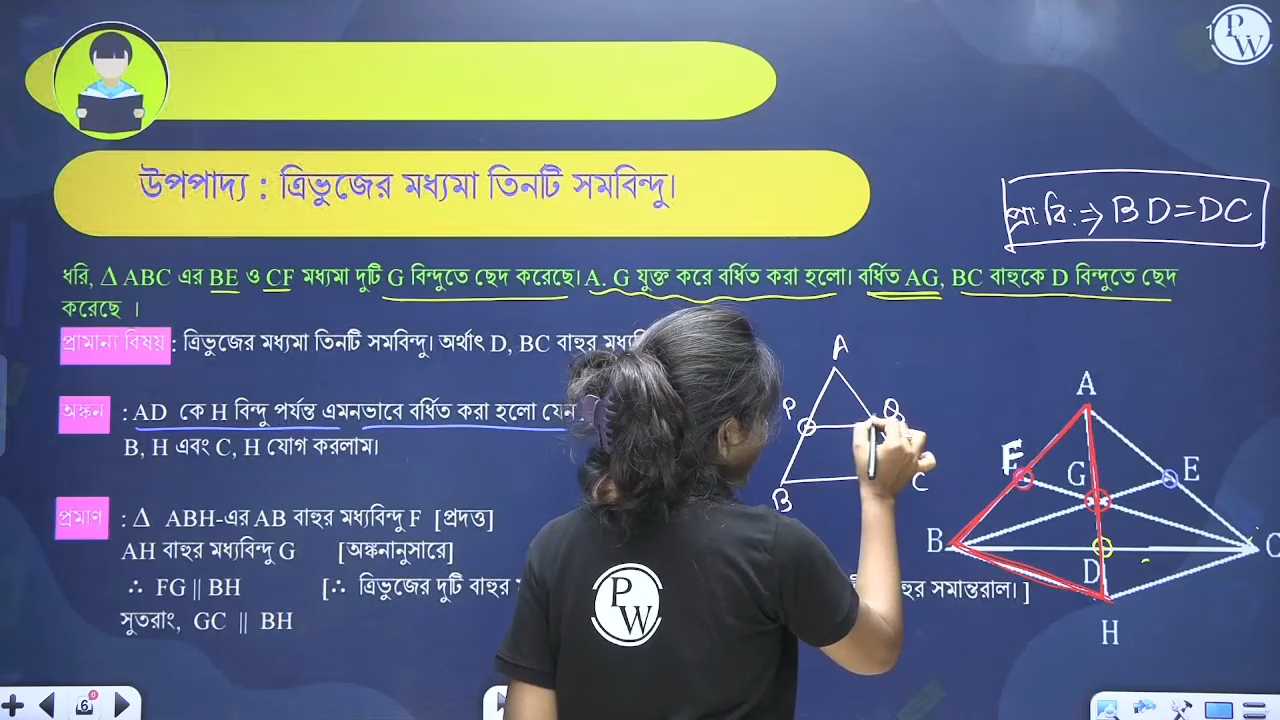 উপপাদ্য : ত্রিভুজের মধ্যমা তিনটি সমবিন্দু।
প্রা. বি. :⇒ BD=DC
ধরি, Δ ABC এর BE ও CF মধ্যমা দুটি G বিন্দুতে ছেদ করেছে। A. G যুক্ত করে বর্ধিত করা হলো। বর্ধিত AG, BC বাহুকে D বিন্দুতে ছেদ
করেছে ।
প্রামান্য বিষয় : ত্রিভুজের মধ্যমা তিনটি সমবিন্দু। অর্থাৎ D, BC বাহুর
অঙ্কন : AD কে H বিন্দু পর্যন্ত এমনভাবে বর্ধিত করা হলো যেন
B, H এবং C, H যোগ করলাম।
প্রমাণ : Δ ABH-এর AB বাহুর মধ্যবিন্দু F [প্রদত্ত]
AH বাহুর মধ্যবিন্দু G [অঙ্কনানুসারে]
∴ FG || BH [∴ ত্রিভুজের দুটি বাহুর সমান্তরাল। ]
সুতরাং, GC || BH
A
P Q
B C
A
F G E
B C
D
H
PW
PW
6
0